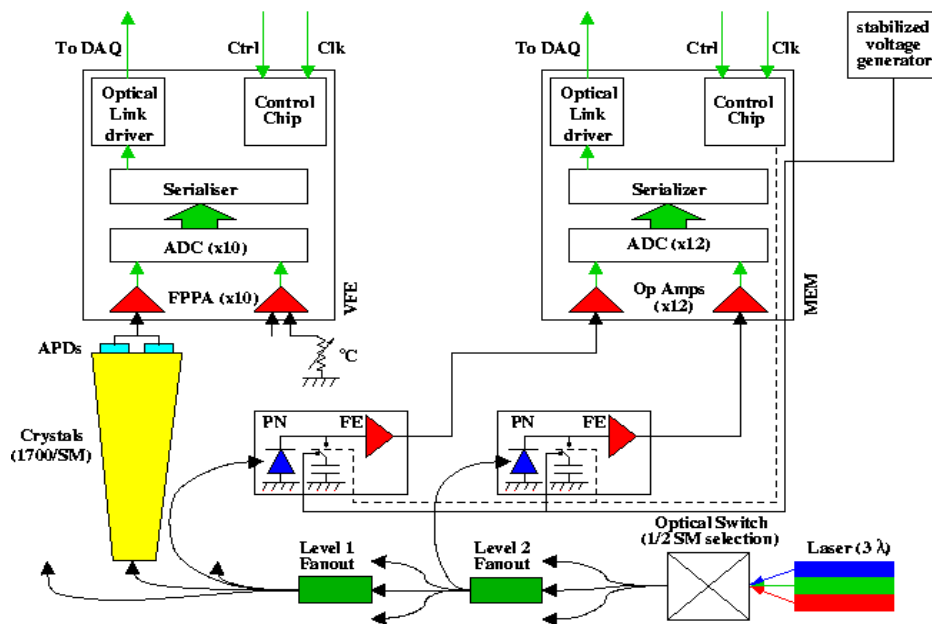 To DAQ
Ctrl
Clk
To DAQ
Ctrl
Clk
stabilized
voltage
generator
Optical
Link
driver
Control
Chip
Optical
Link
driver
Control
Chip
Serialiser
Serializer
ADC (x10)
ADC (x12)
FPPA (x10)
VFE
Op Amps
(x12)
MEM
APDs
°C
Crystals
(1700/SM)
PN
FE
PN
FE
Optical Switch
(1/2 SM selection)
Level 1
Fanout
Level 2
Fanout
Laser (3 λ)